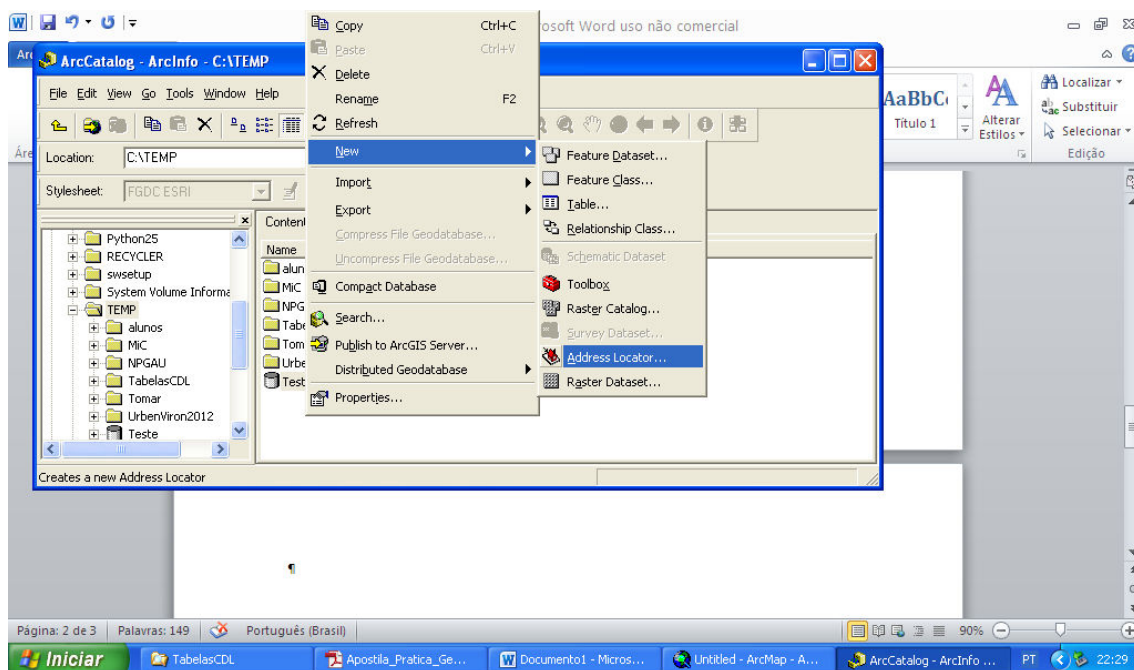 rosoft Word uso não comercial
ArcCatalog - ArcInfo - C:\TEMP
File Edit View Go Tools Window Help
Location: C:\TEMP
Stylesheet: FGDC ESRI
Python25
RECYCLER
swsetup
System Volume Informa
TEMP
alunos
MiC
NPGAU
TabelasCDL
Tomar
UrbenViron2012
Teste
Content
Name
alun
MiC
NPG
Tabe
Tom
Urbe
Test
Copy Ctrl+C
Paste Ctrl+V
Delete
Rename F2
Refresh
New
Import
Export
Compress File Geodatabase...
Uncompress File Geodatabase...
Compact Database
Search...
Publish to ArcGIS Server...
Distributed Geodatabase
Properties...
Feature Dataset...
Feature Class...
Table...
Relationship Class...
Schematic Dataset
Toolbox
Raster Catalog...
Survey Dataset...
Address Locator...
Raster Dataset...
AaBbC
Título 1
Alterar
Estilos
Localizar
Substituir
Selecionar
Edição
Creates a new Address Locator
¶
Página: 2 de 3 Palavras: 149 Português (Brasil) 90%
Iniciar TabelasCDL Apostila_Pratica_Ge... Documento1 - Micros... Untitled - ArcMap - A... ArcCatalog - ArcInfo ... PT 22:29